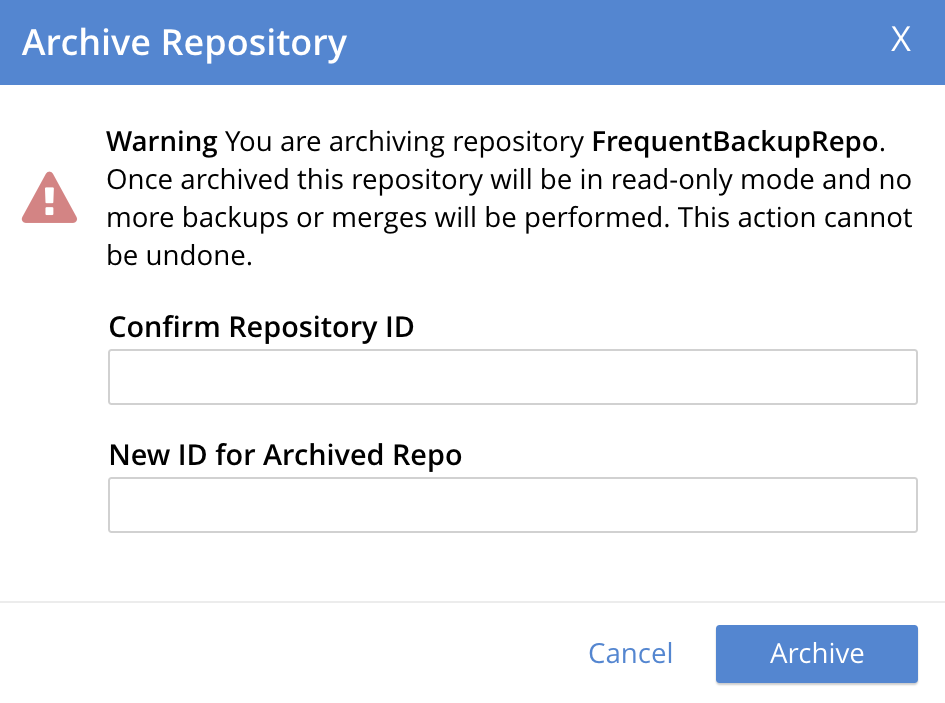 Archive Repository
X
Warning You are archiving repository FrequentBackupRepo.
Once archived this repository will be in read-only mode and no
more backups or merges will be performed. This action cannot
be undone.
Confirm Repository ID
New ID for Archived Repo
Cancel
Archive